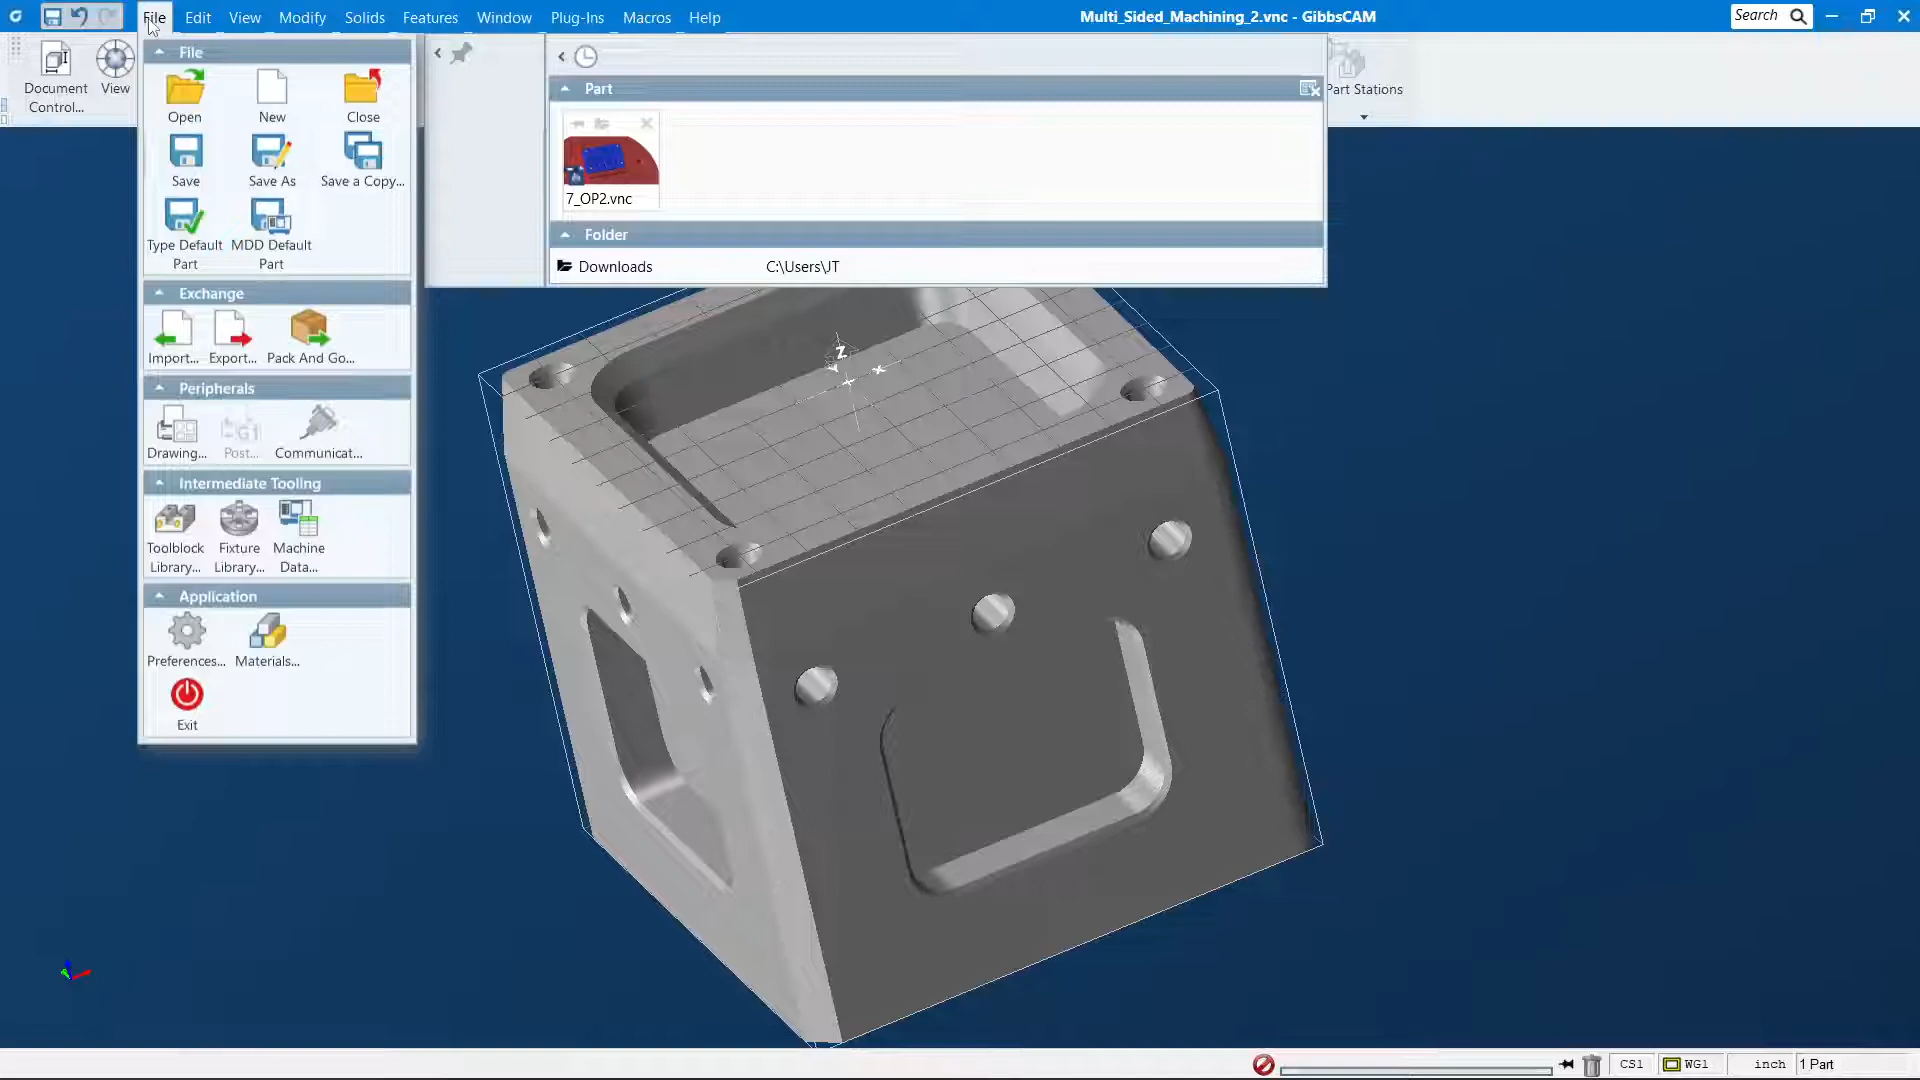 File Edit View Modify Solids Features Window Plug-Ins Macros Help
Multi_Sided_Machining_2.vnc - GibbsCAM
Search
Document
Control...
View
Part Stations
File
Open New Close
Save Save As Save a Copy...
Type Default
Part
MDD Default
Part
Exchange
Import... Export... Pack And Go...
Peripherals
Drawing... Post... Communicat...
G1
Intermediate Tooling
Toolblock
Library...
Fixture
Library...
Machine
Data...
Application
Preferences... Materials...
Exit
Part
7_OP2.vnc
Folder
Downloads C:\Users\JT
Z
CS1 WG1 inch 1 Part